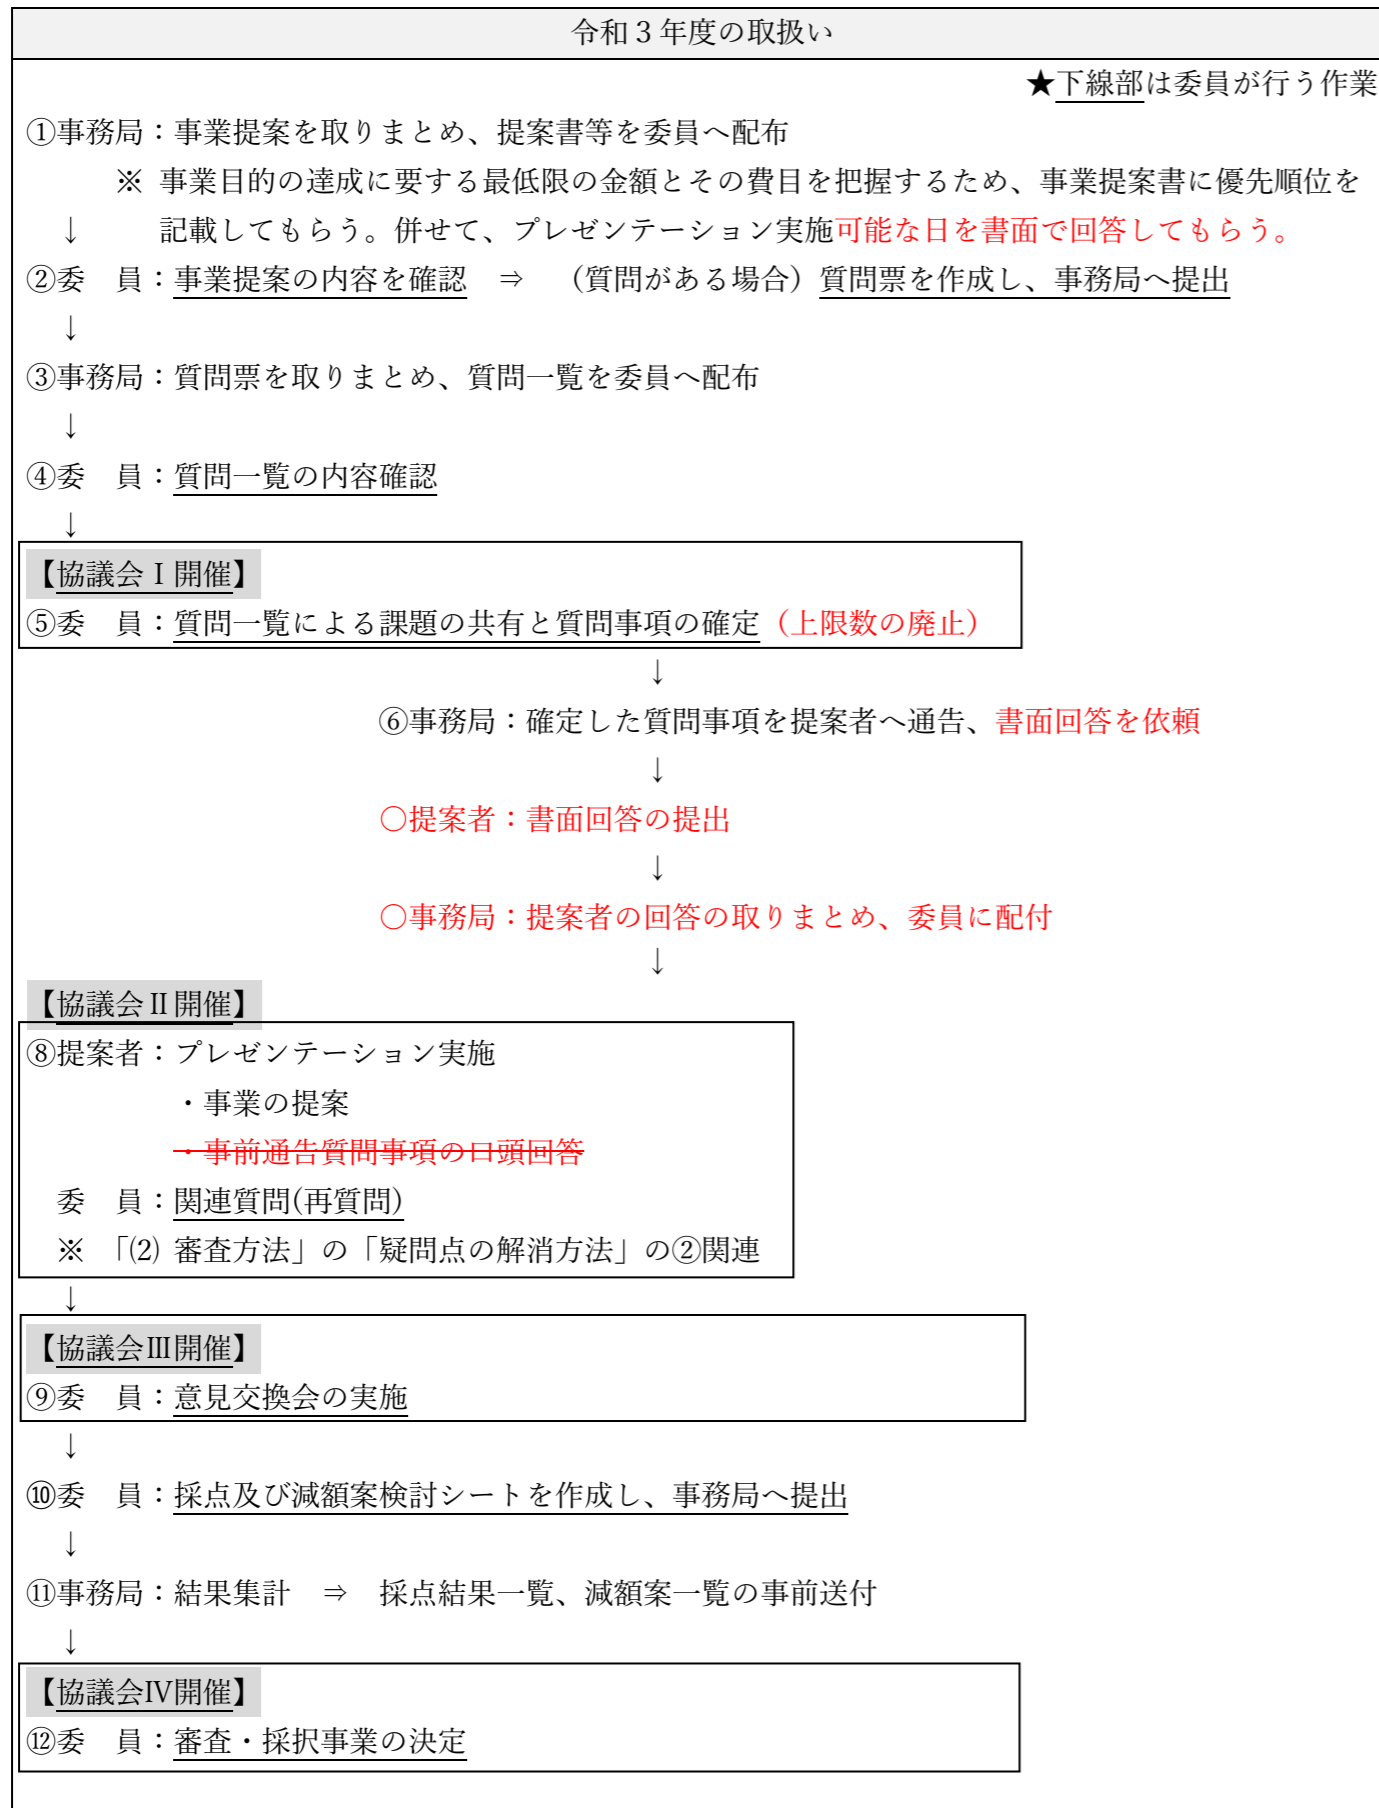 令和３年度の取扱い
★下線部は委員が行う作業
①事務局：事業提案を取りまとめ、提案書等を委員へ配布
※ 事業目的の達成に要する最低限の金額とその費目を把握するため、事業提案書に優先順位を
↓ 記載してもらう。併せて、プレゼンテーション実施可能な日を書面で回答してもらう。
②委　員：事業提案の内容を確認　⇒　（質問がある場合）質問票を作成し、事務局へ提出
↓
③事務局：質問票を取りまとめ、質問一覧を委員へ配布
↓
④委　員：質問一覧の内容確認
↓
【協議会Ⅰ開催】
⑤委　員：質問一覧による課題の共有と質問事項の確定（上限数の廃止）
↓
⑥事務局：確定した質問事項を提案者へ通告、書面回答を依頼
↓
〇提案者：書面回答の提出
↓
〇事務局：提案者の回答の取りまとめ、委員に配付
↓
【協議会Ⅱ開催】
⑧提案者：プレゼンテーション実施
・事業の提案
・事前通告質問事項の口頭回答
委　員：関連質問(再質問)
※ 「⑵ 審査方法」の「疑問点の解消方法」の②関連
↓
【協議会Ⅲ開催】
⑨委　員：意見交換会の実施
↓
⑩委　員：採点及び減額案検討シートを作成し、事務局へ提出
↓
⑪事務局：結果集計　⇒　採点結果一覧、減額案一覧の事前送付
↓
【協議会Ⅳ開催】
⑫委　員：審査・採択事業の決定